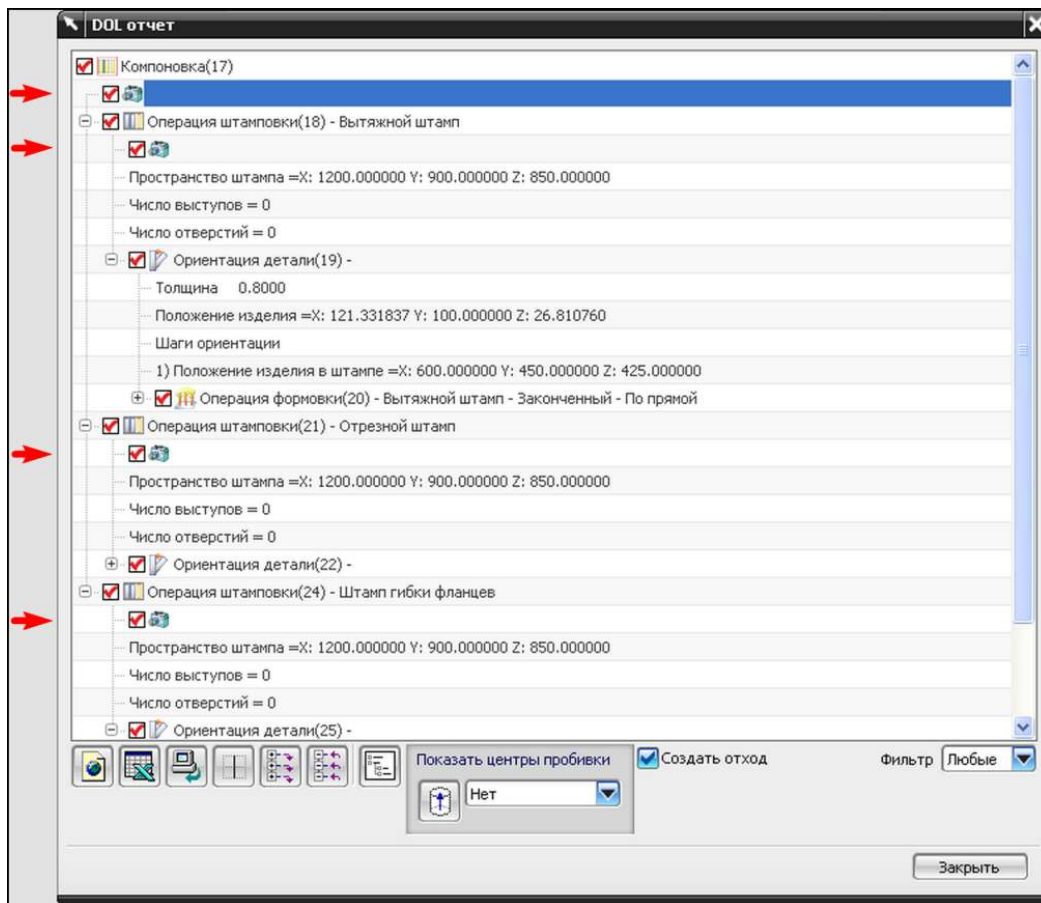 DOL отчет
Компоновка(17)
Операция штамповки(18) - Вытяжной штамп
Пространство штампа =X: 1200.000000 Y: 900.000000 Z: 850.000000
Число выступов = 0
Число отверстий = 0
Ориентация детали(19) -
Толщина 0.8000
Положение изделия =X: 121.331837 Y: 100.000000 Z: 26.810760
Шаги ориентации
1) Положение изделия в штампе =X: 600.000000 Y: 450.000000 Z: 425.000000
Операция формовки(20) - Вытяжной штамп - Законченный - По прямой
Операция штамповки(21) - Отрезной штамп
Пространство штампа =X: 1200.000000 Y: 900.000000 Z: 850.000000
Число выступов = 0
Число отверстий = 0
Ориентация детали(22) -
Операция штамповки(24) - Штамп гибки фланцев
Пространство штампа =X: 1200.000000 Y: 900.000000 Z: 850.000000
Число выступов = 0
Число отверстий = 0
Ориентация детали(25) -
Показать центры пробивки
Нет
Создать отход
Фильтр Любые
Закрыть